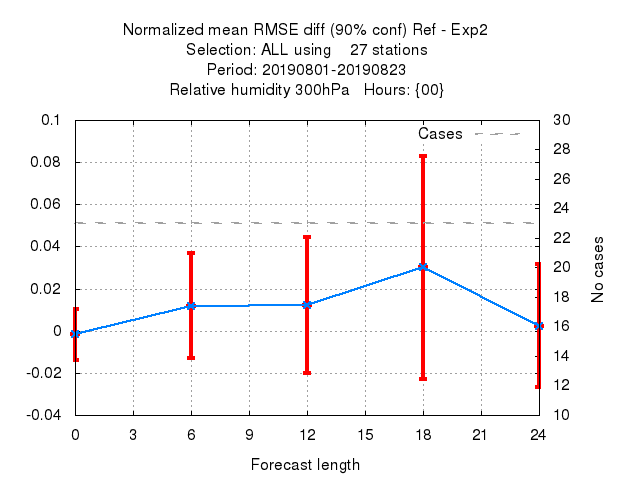 Normalized mean RMSE diff (90% conf) Ref - Exp2
Selection: ALL using    27 stations
Period: 20190801-20190823
Relative humidity 300hPa   Hours: {00}
Cases
0.1
0.08
0.06
0.04
0.02
0
-0.02
-0.04
30
28
26
24
22
20
18
16
14
12
10
No cases
0 3 6 9 12 15 18 21 24
Forecast length